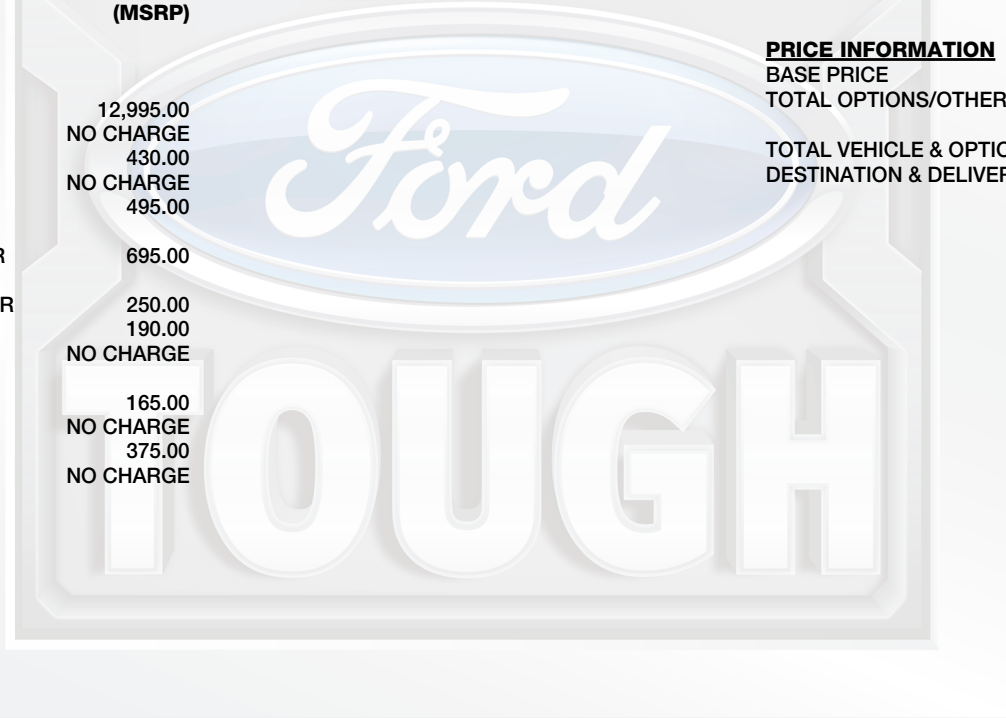 (MSRP)
12,995.00
NO CHARGE
430.00
NO CHARGE
495.00
R 695.00
R 250.00
190.00
NO CHARGE
165.00
NO CHARGE
375.00
NO CHARGE
PRICE INFORMATION
BASE PRICE
TOTAL OPTIONS/OTHER
TOTAL VEHICLE & OPTIO
DESTINATION & DELIVER
Ford
TOUGH